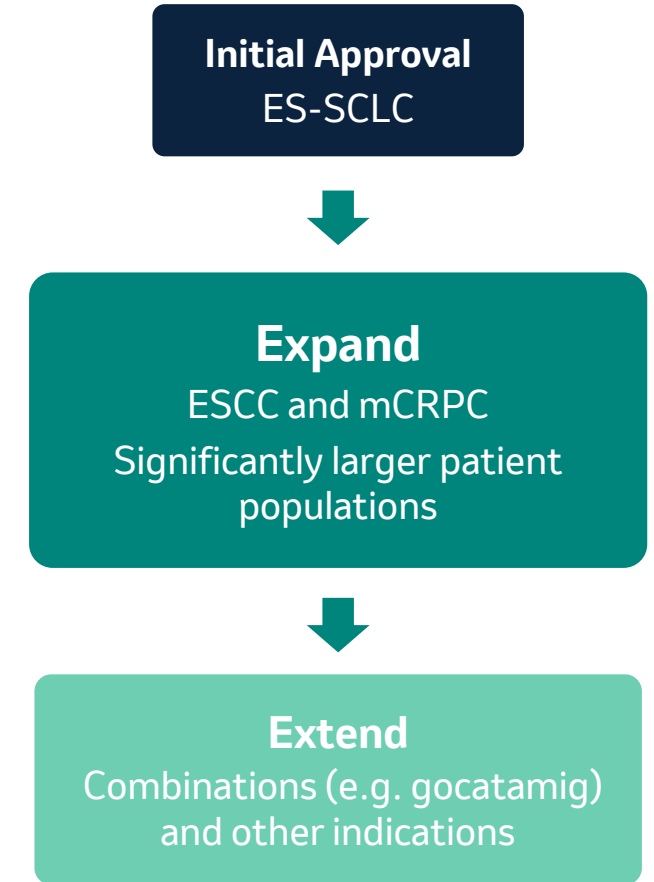 Initial Approval
ES-SCLC
Expand
ESCC and mCRPC
Significantly larger patient
populations
Extend
Combinations (e.g. gocatamig)
and other indications